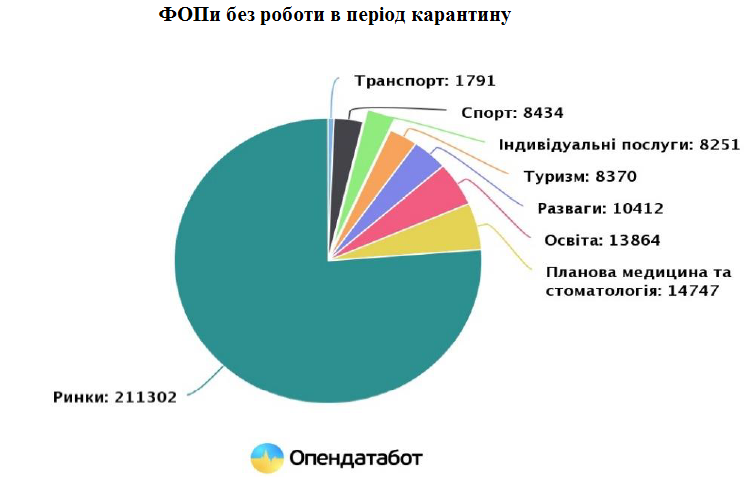 ФОПи без роботи в період карантину
Транспорт: 1791
Спорт: 8434
Індивідуальні послуги: 8251
Туризм: 8370
Разваги: 10412
Освіта: 13864
Планова медицина та
стоматологія: 14747
Ринки: 211302
Опендатабот